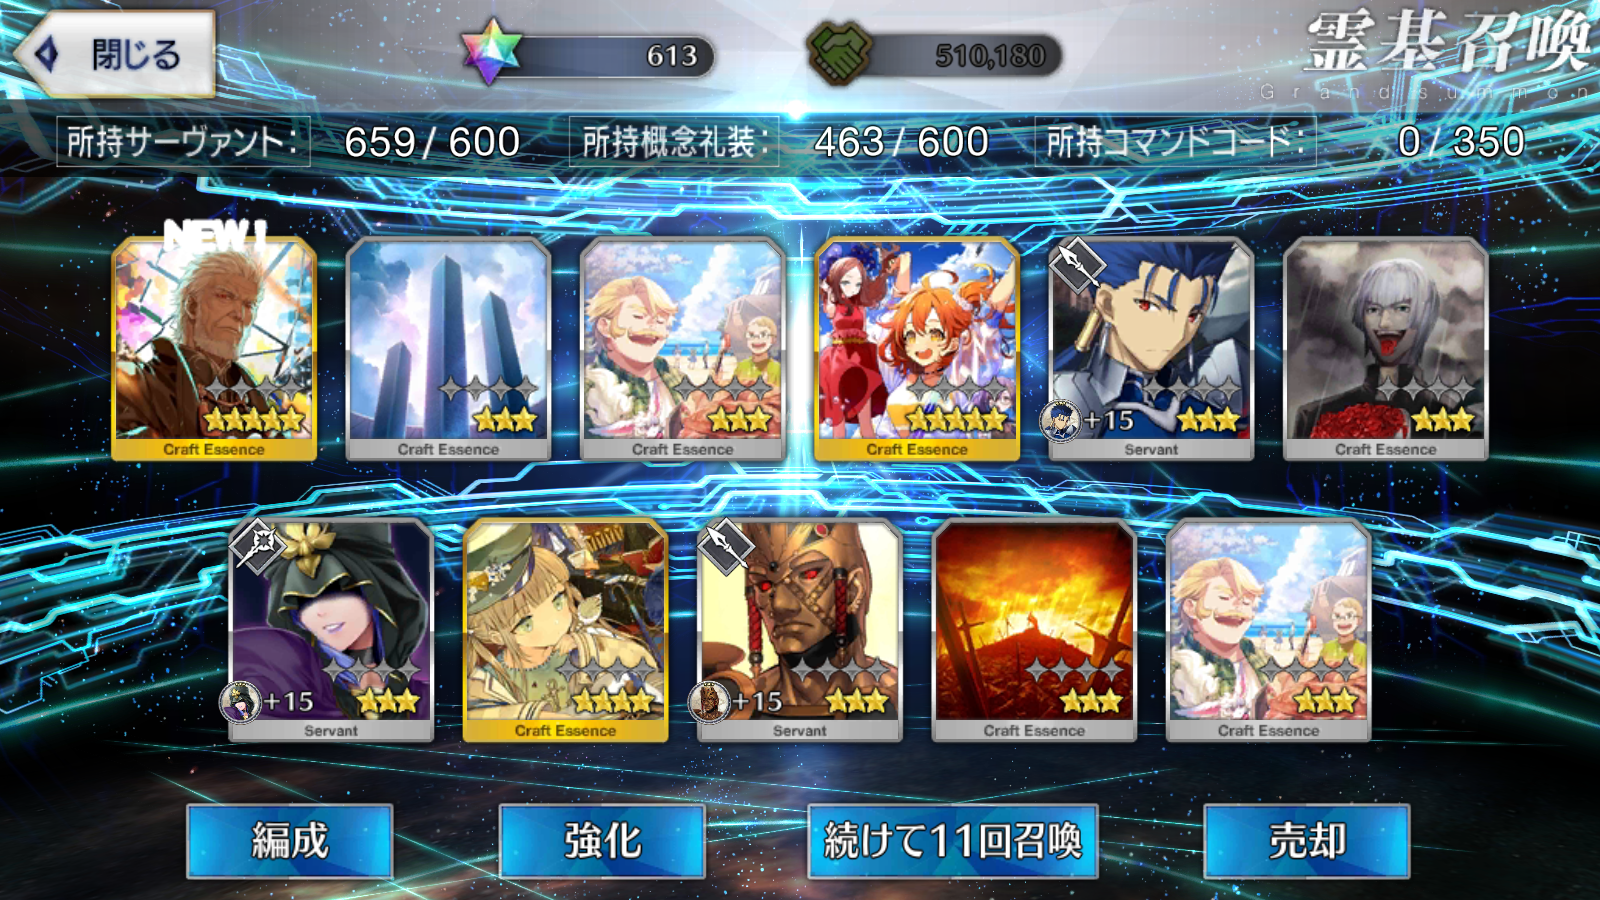 閉じる
613
510,180
霊基召喚
Grand summon
所持サーヴァント: 659 / 600 所持概念礼装: 463 / 600 所持コマンドコード: 0 / 350
NEW!
+15
Craft Essence Craft Essence Craft Essence Craft Essence Servant Craft Essence
+15 +15
Servant Craft Essence Servant Craft Essence Craft Essence
編成 強化 続けて11回召喚 売却